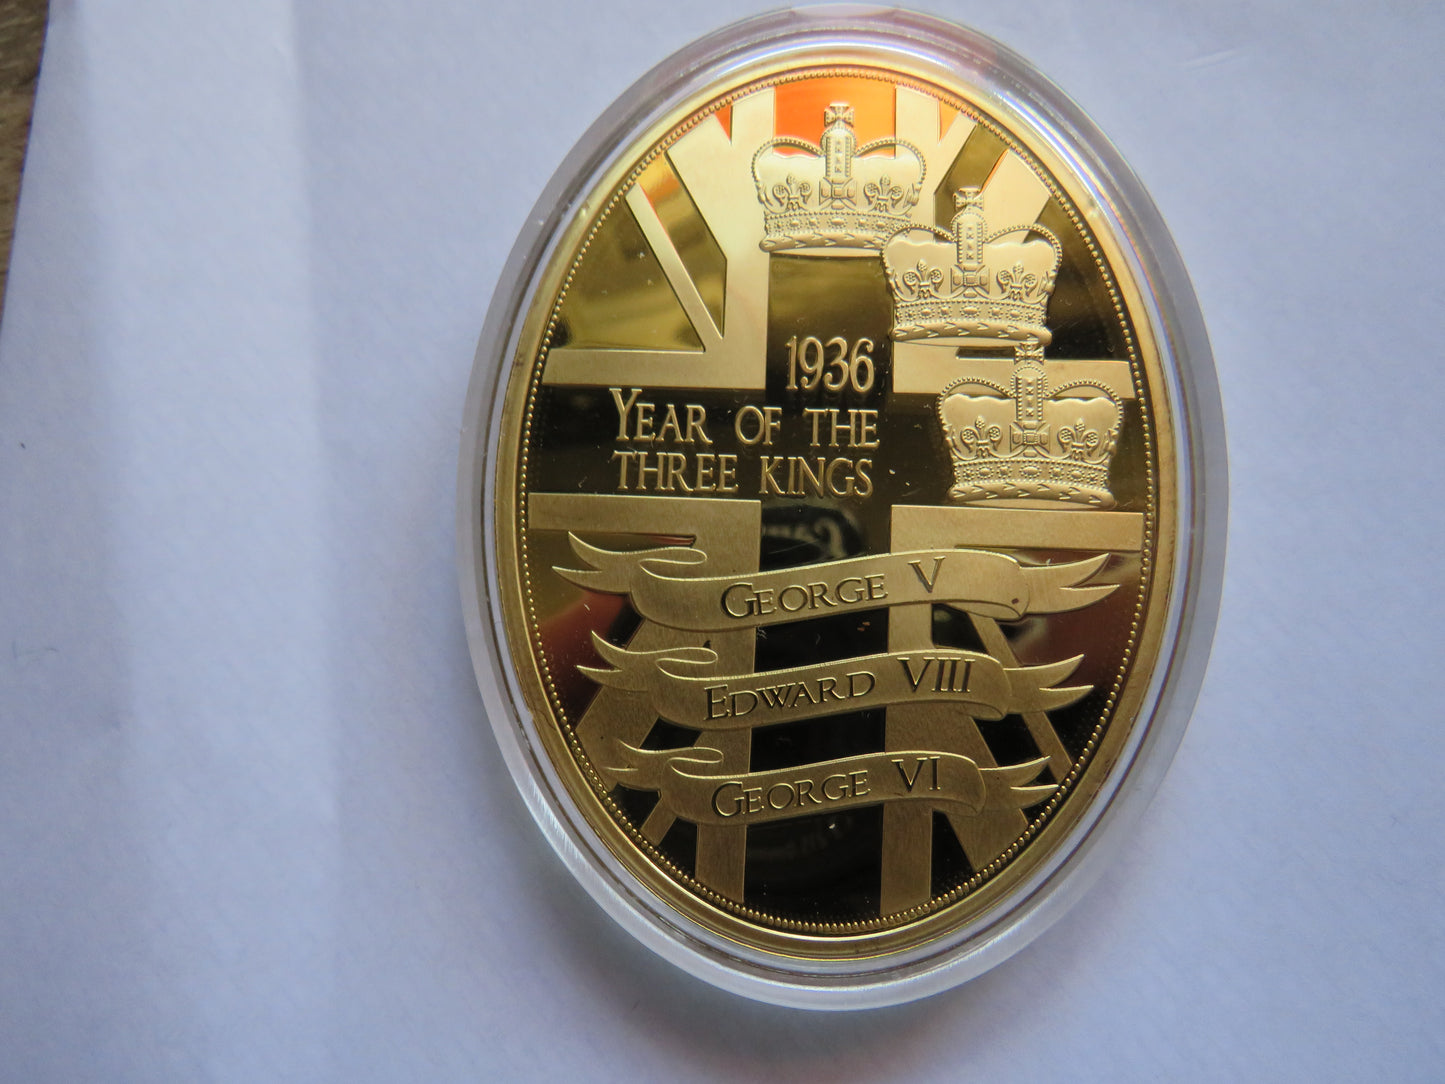 1936
YEAR OF THE
THREE KINGS
GEORGE V
EDWARD VIII
GEORGE VI